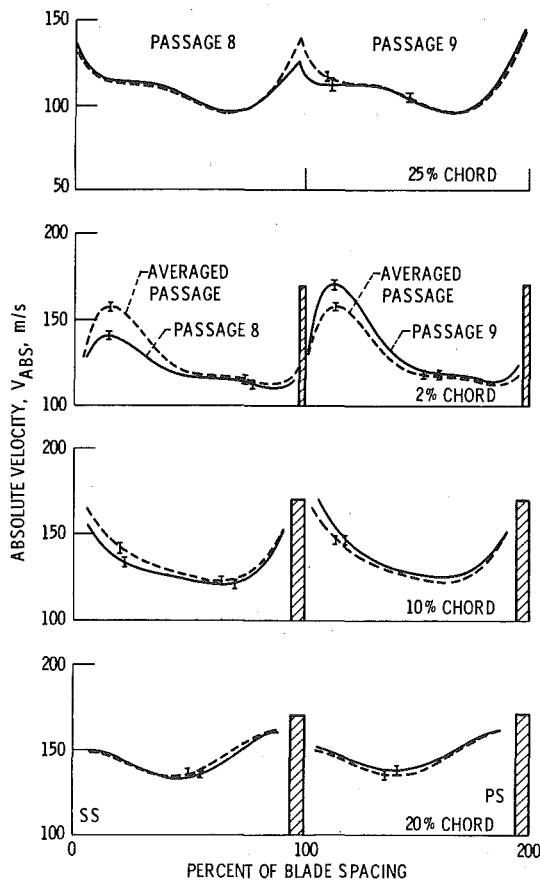 150
PASSAGE 8
PASSAGE 9
100
50
25% CHORD
200
AVERAGED
PASSAGE
AVERAGED
PASSAGE
150
PASSAGE 8
PASSAGE 9
100
2% CHORD
ABSOLUTE VELOCITY, VABS, m/s
200
150
100
10% CHORD
200
150
SS
PS
100
20% CHORD
0
100
200
PERCENT OF BLADE SPACING